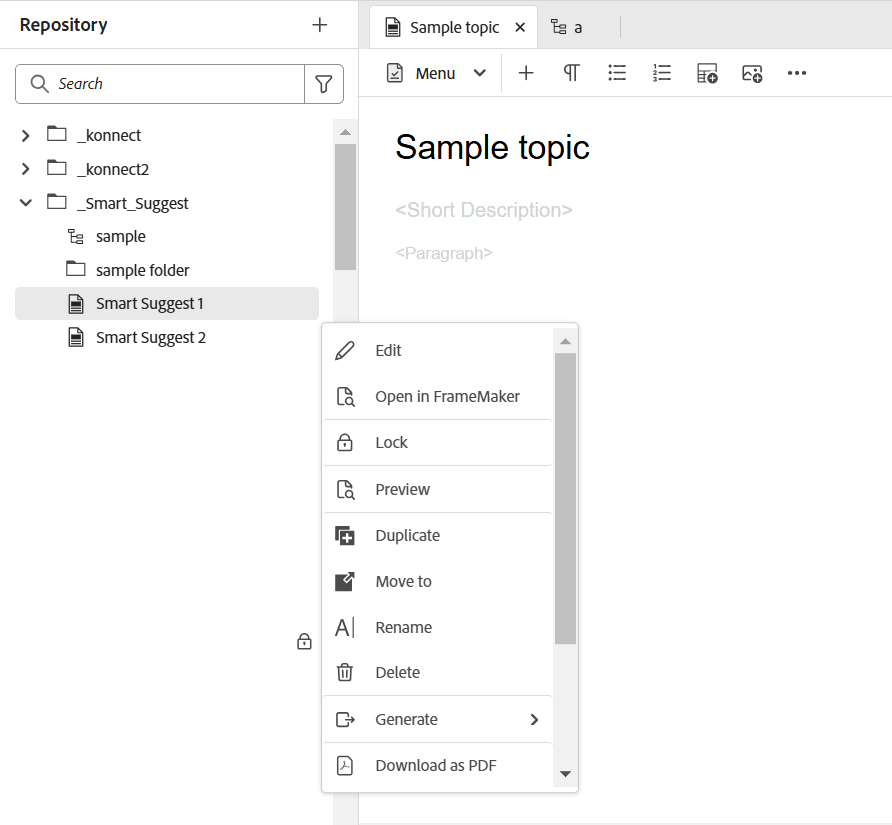 Repository
Search
_konnect
_konnect2
_Smart_Suggest
sample
sample folder
Smart Suggest 1
Smart Suggest 2
Sample topic
a
Menu
Sample topic
<Short Description>
<Paragraph>
Edit
Open in FrameMaker
Lock
Preview
Duplicate
Move to
Rename
Delete
Generate
Download as PDF